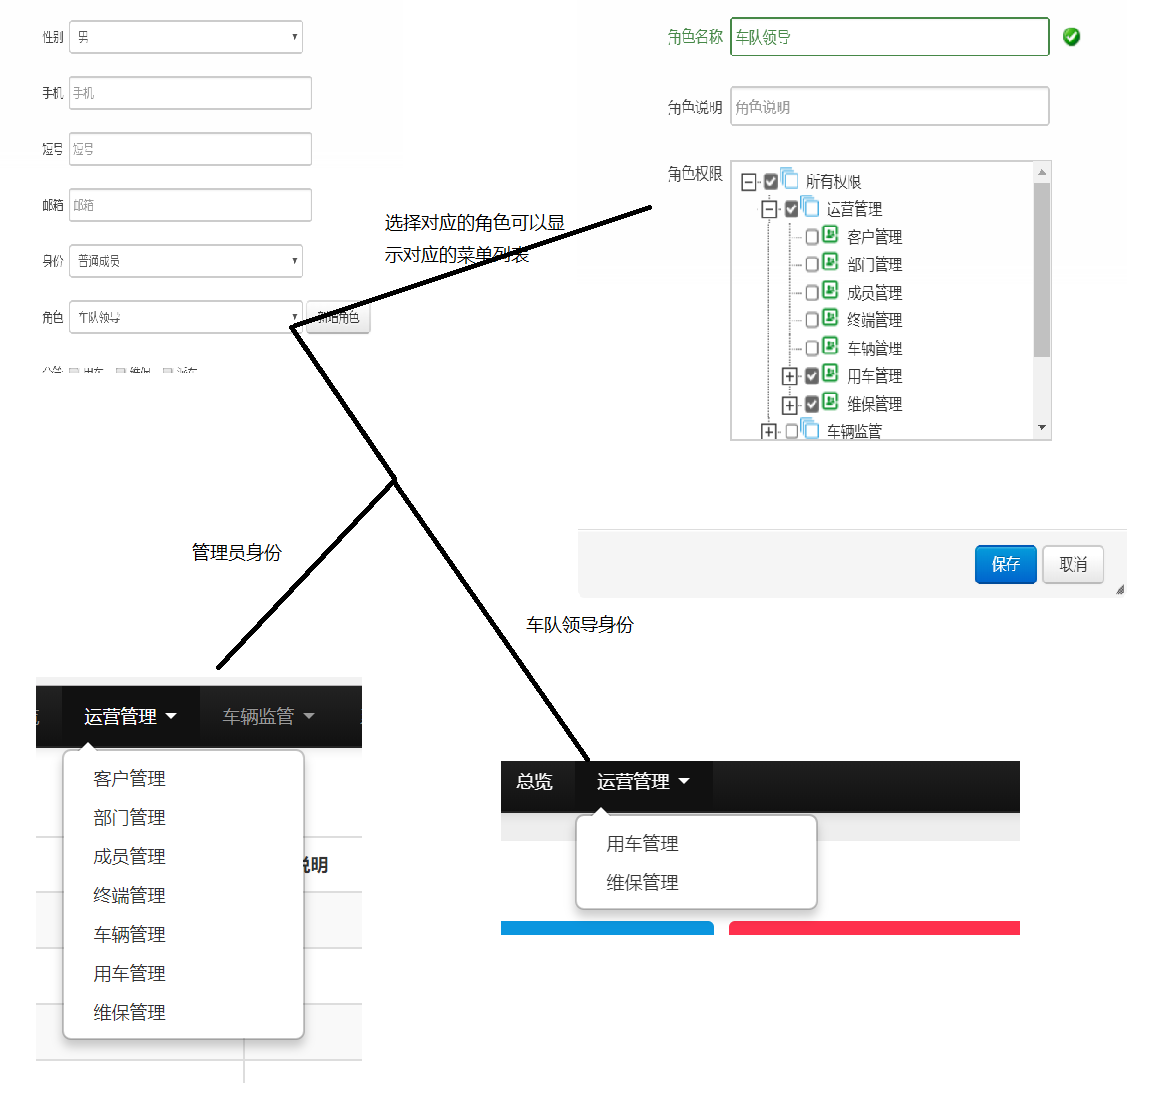 性别 男
手机 手机
短号 短号
邮箱 邮箱
身份 普通成员
角色 车队领导
角色名称 车队领导
角色说明 角色说明
角色权限
所有权限
运营管理
客户管理
部门管理
成员管理
终端管理
车辆管理
用车管理
维保管理
车辆监管
选择对应的角色可以显
示对应的菜单列表
保存 取消
管理员身份
车队领导身份
运营管理 车辆监管
客户管理
部门管理
成员管理
终端管理
车辆管理
用车管理
维保管理
说明
总览 运营管理
用车管理
维保管理